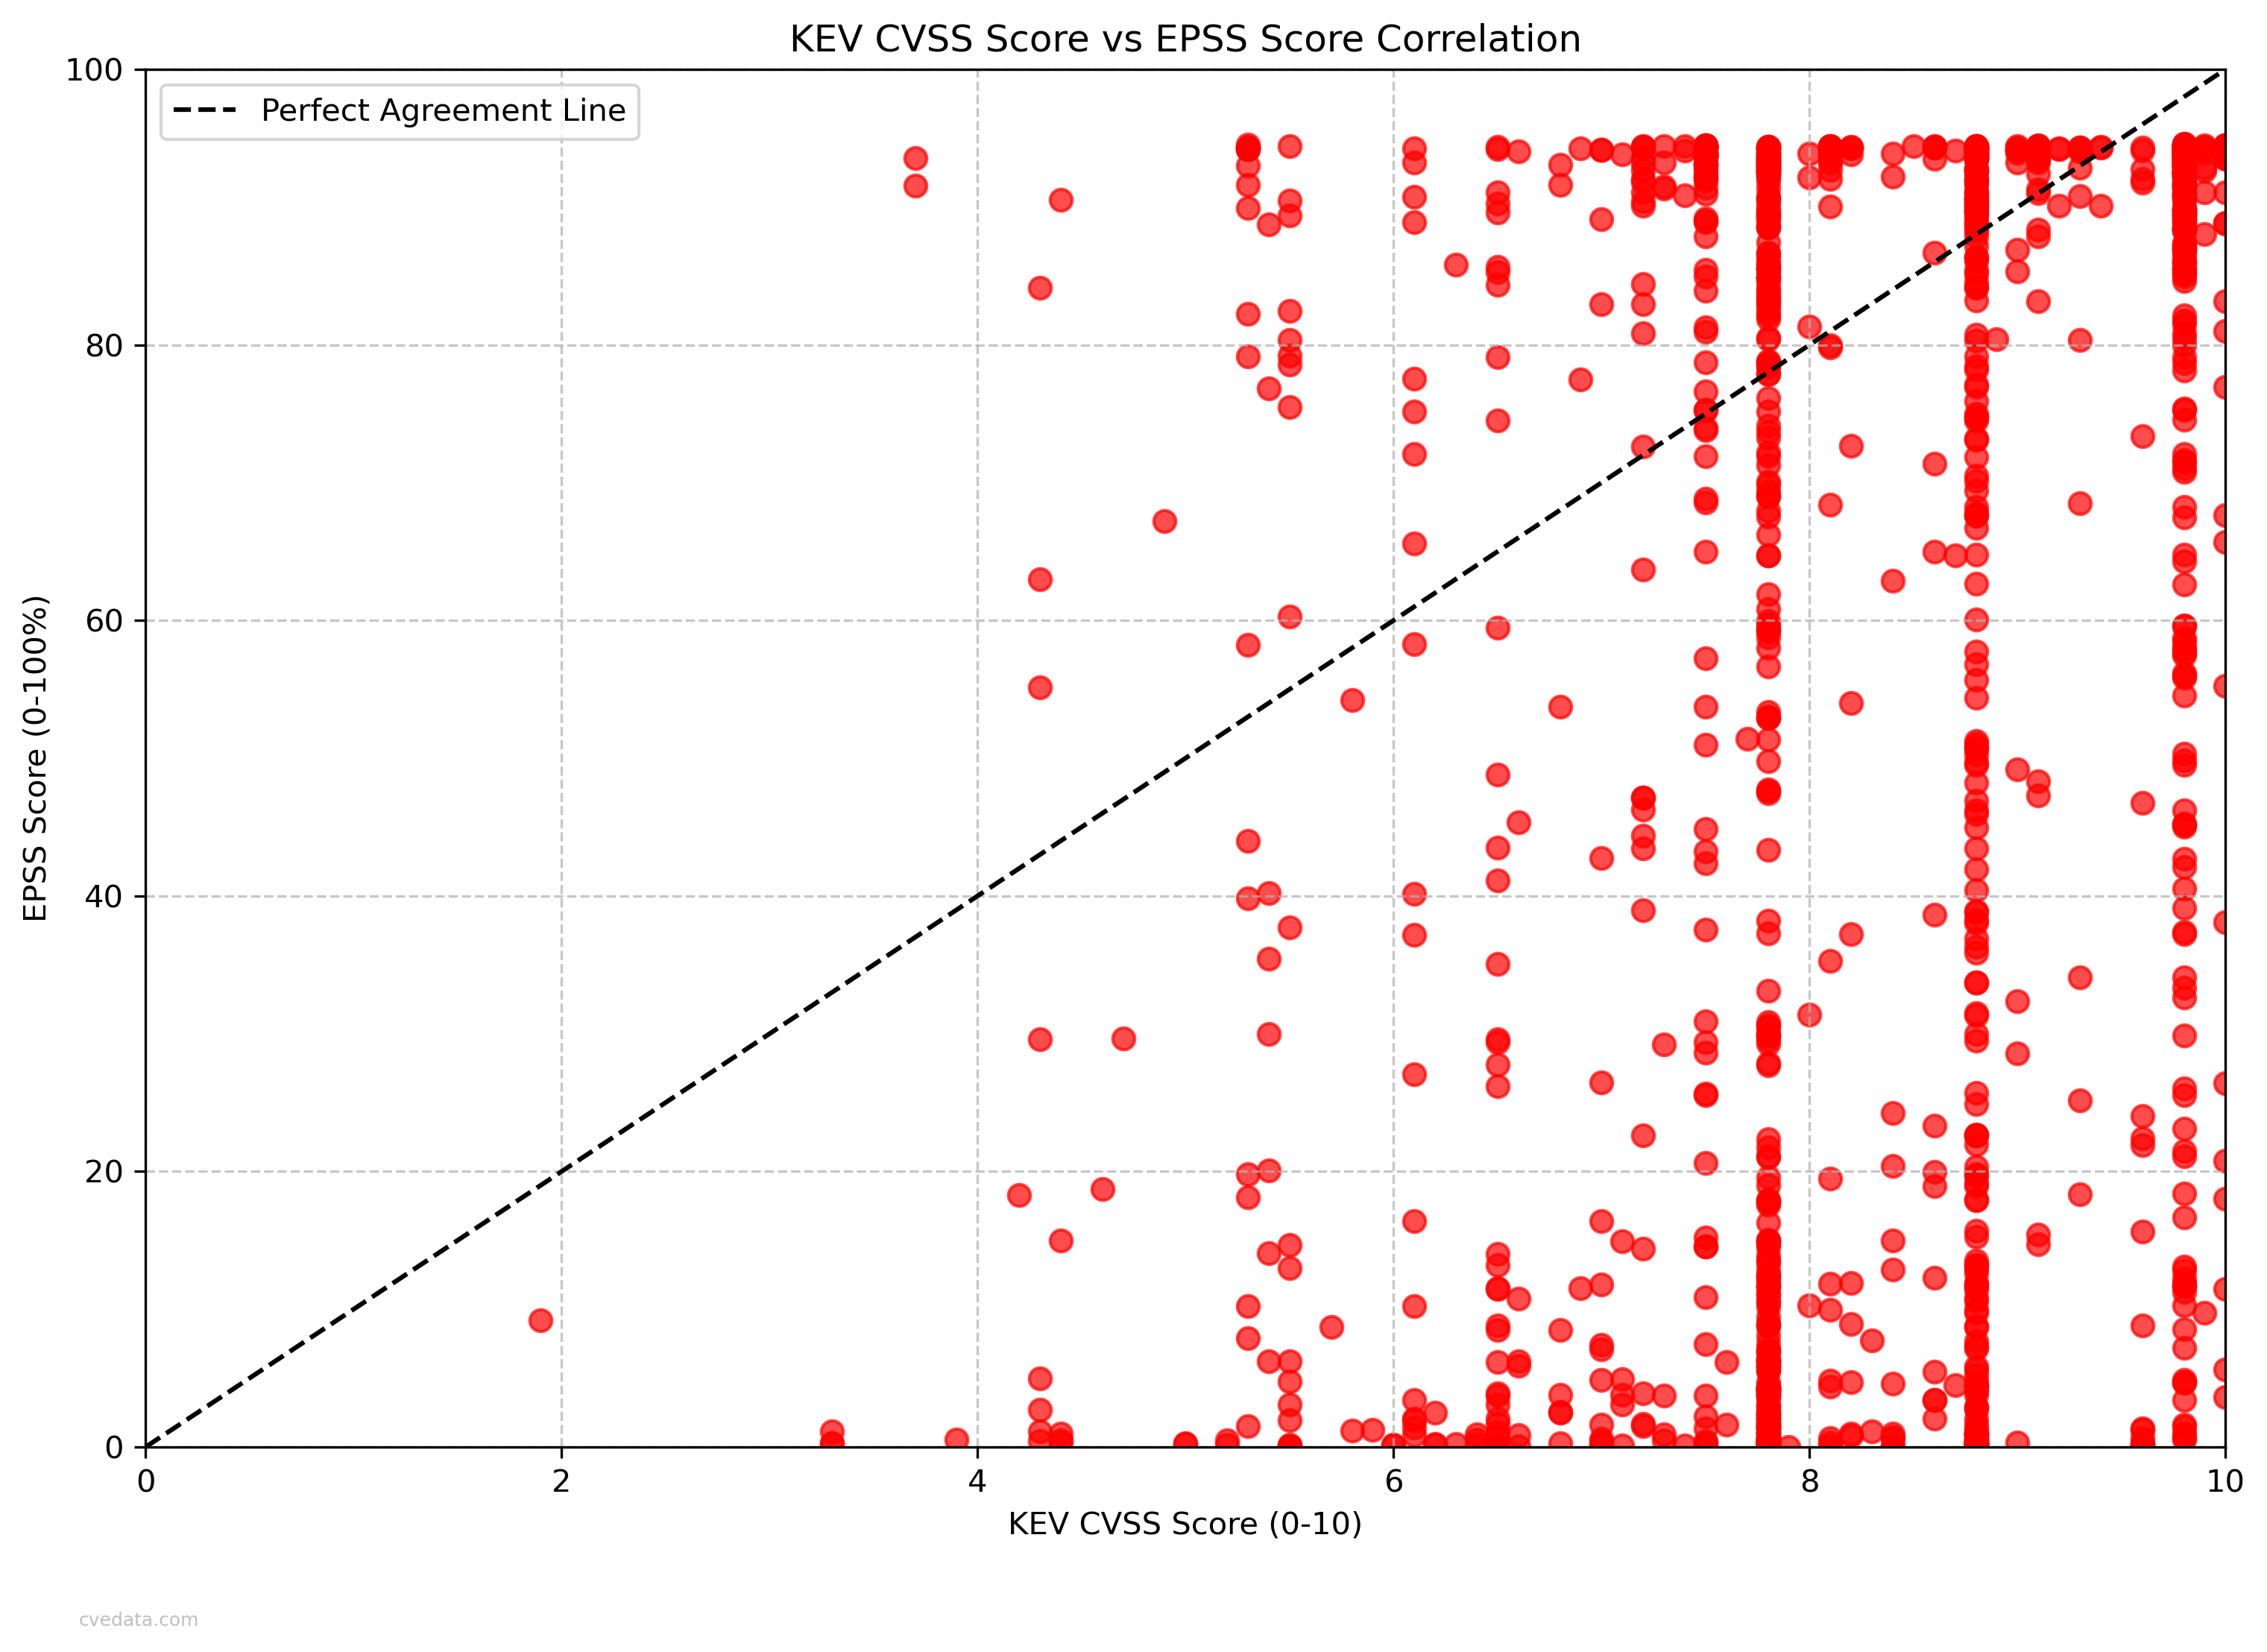 KEV CVSS Score vs EPSS Score Correlation
100
Perfect Agreement Line
80
60
EPSS Score (0-100%)
40
20
0
0 2 4 6 8 10
KEV CVSS Score (0-10)
cvedata.com